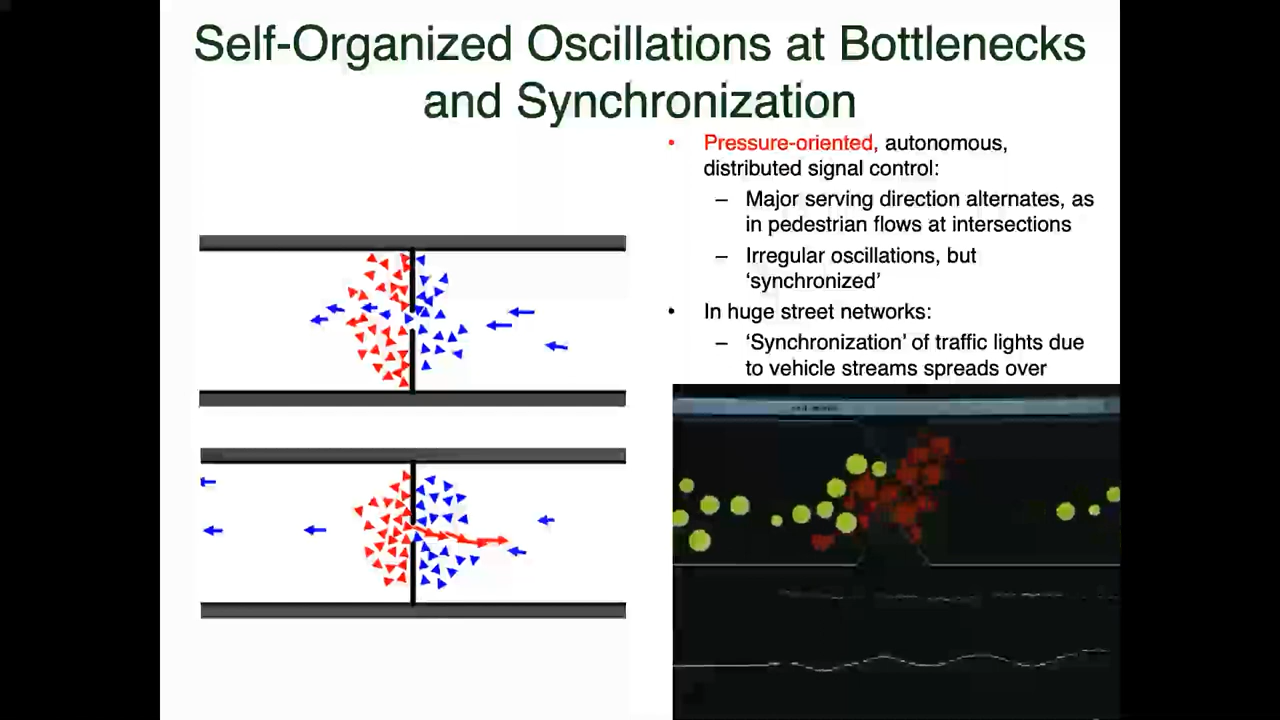 Self-Organized Oscillations at Bottlenecks
and Synchronization
• Pressure-oriented, autonomous,
distributed signal control:
– Major serving direction alternates, as
in pedestrian flows at intersections
– Irregular oscillations, but
‘synchronized’
• In huge street networks:
– ‘Synchronization’ of traffic lights due
to vehicle streams spreads over